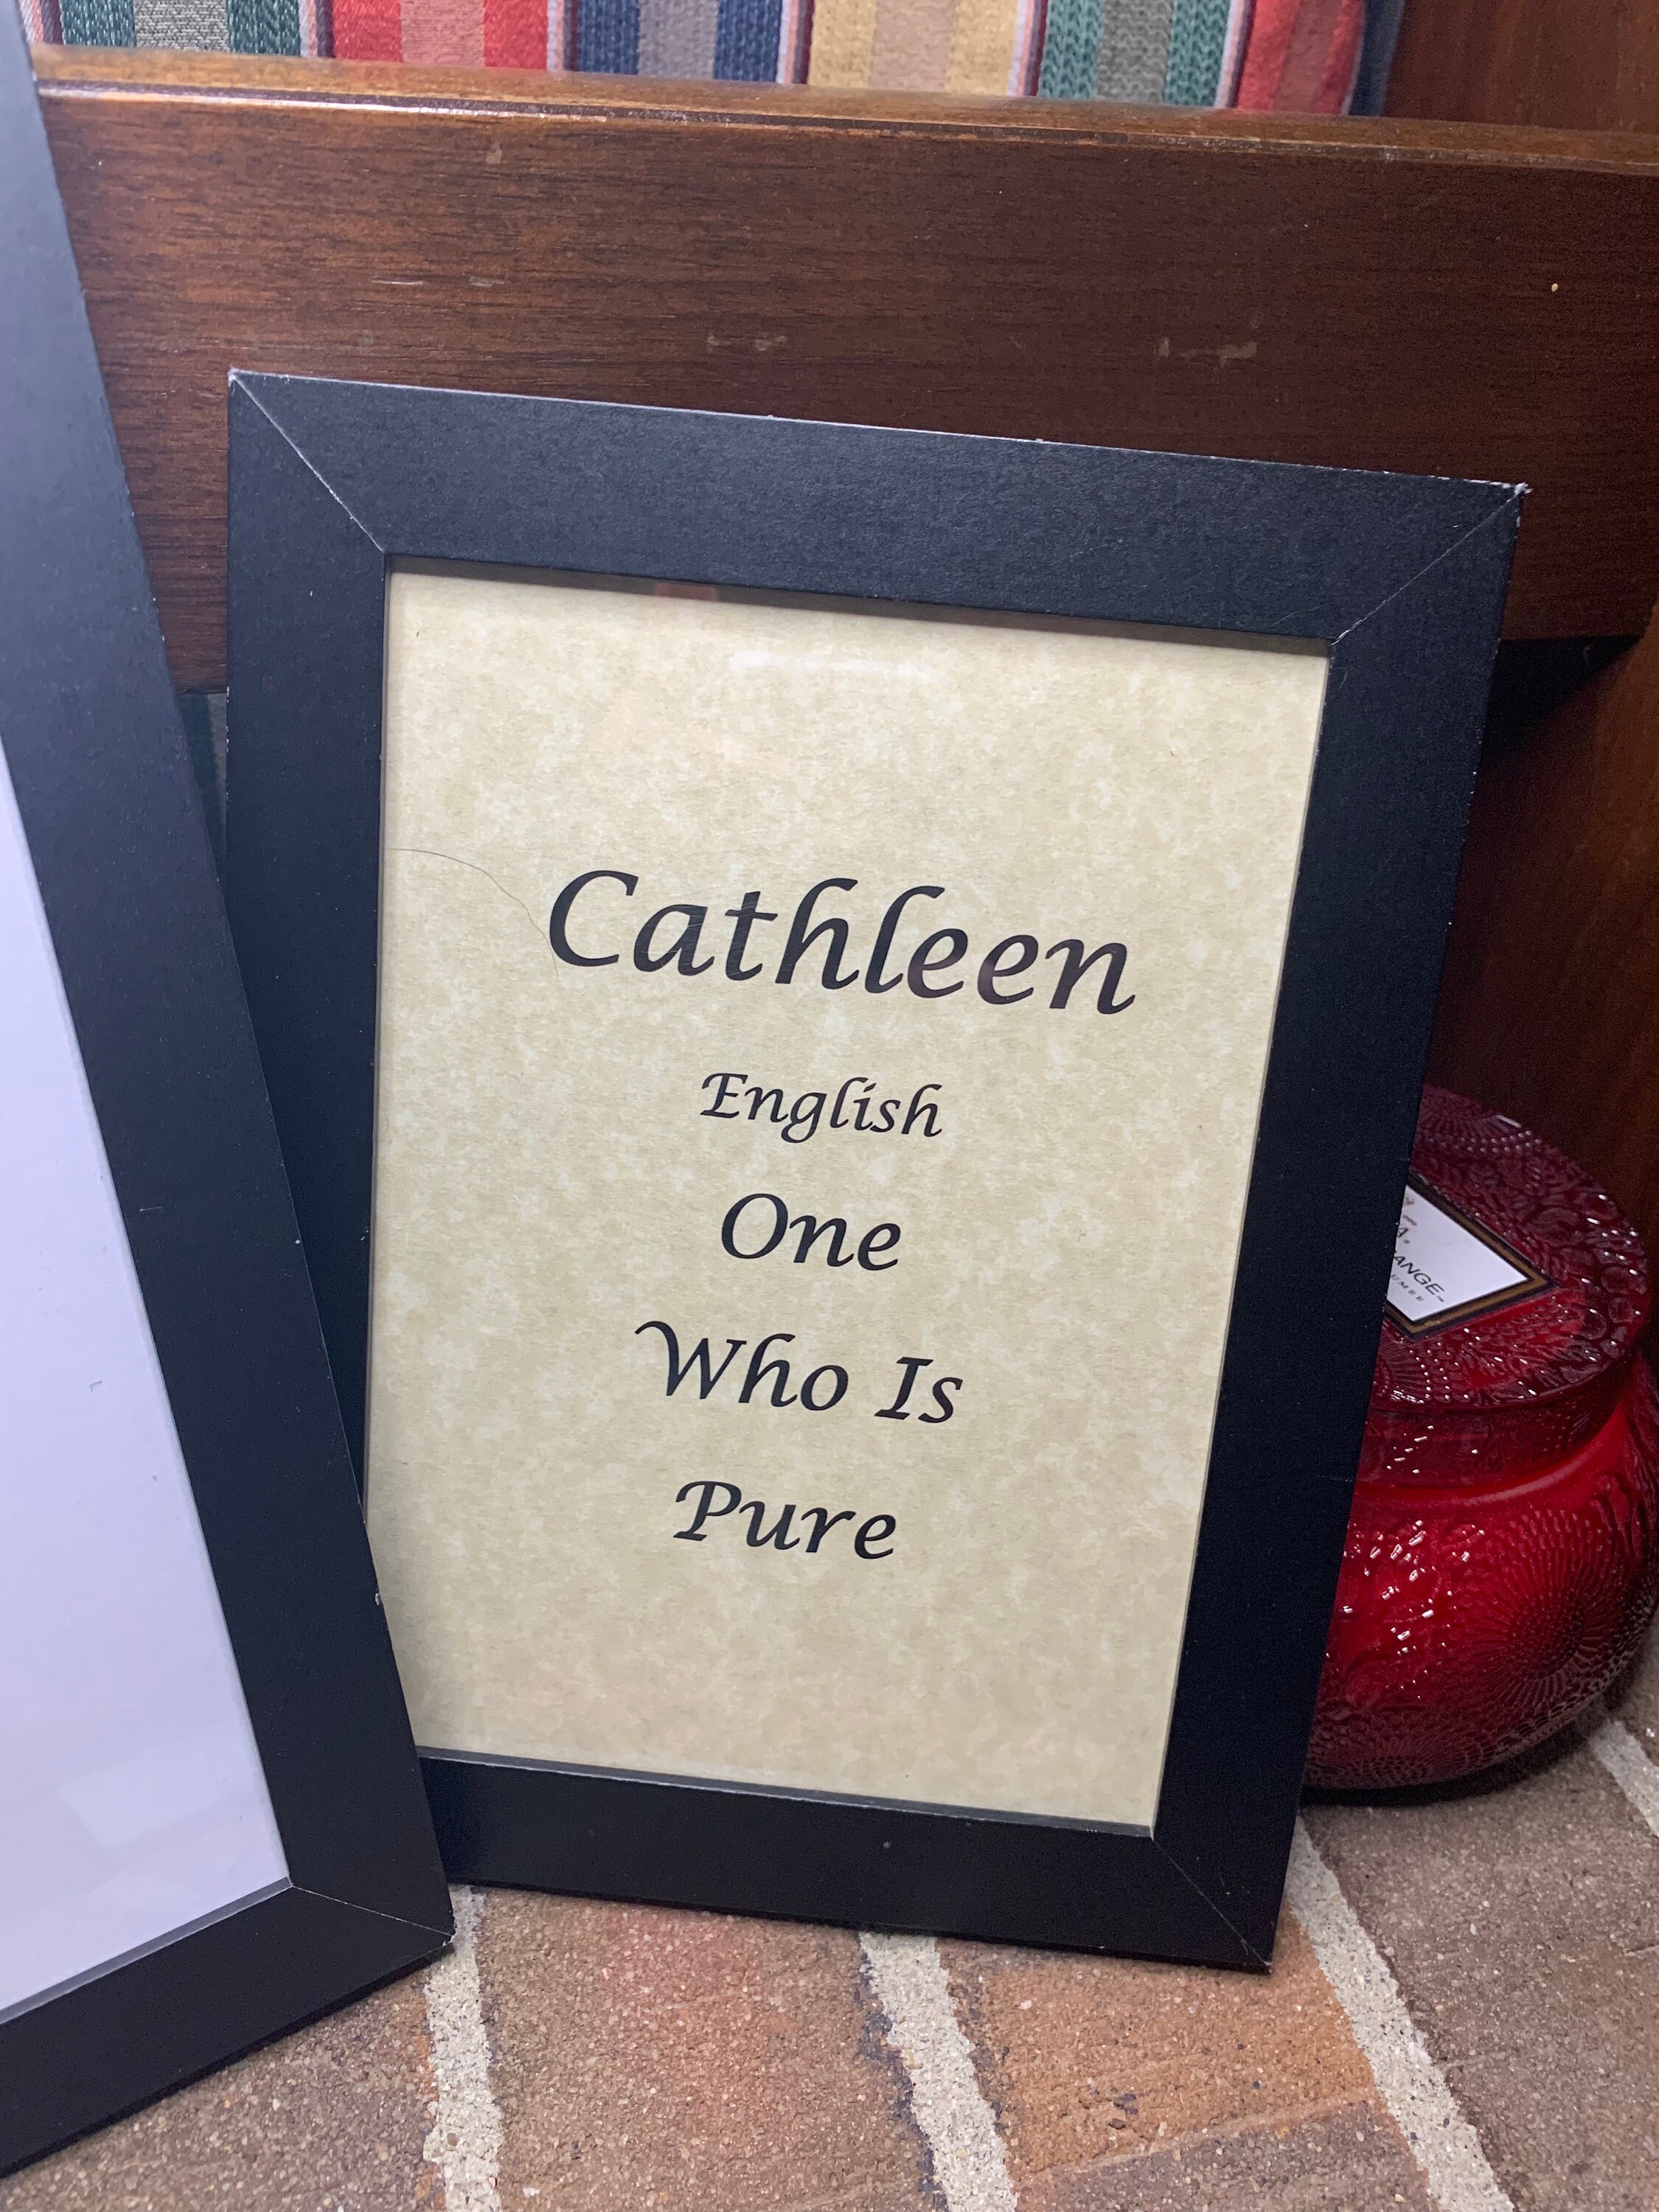 Cathleen
English
One
Who Is
Pure